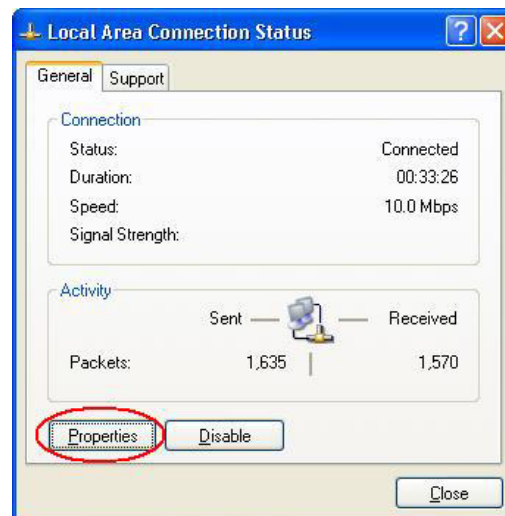 Local Area Connection Status
General Support
Connection
Status: Connected
Duration: 00:33:26
Speed: 10.0 Mbps
Signal Strength:
Activity
Sent Received
Packets: 1,635 1,570
Properties Disable
Close